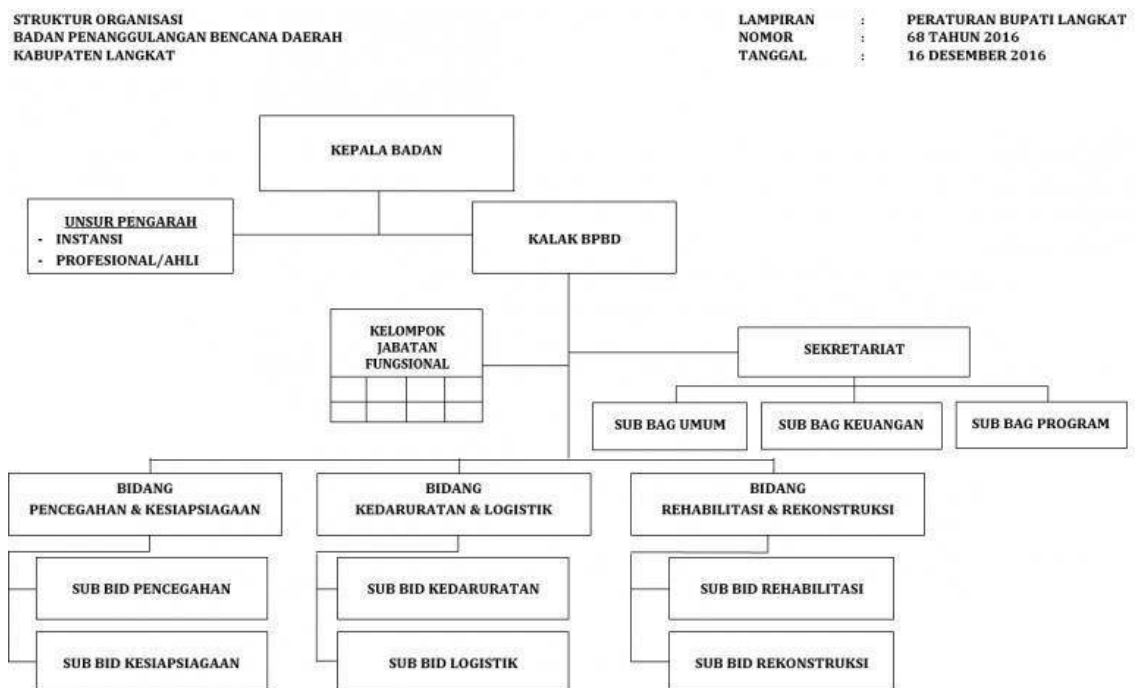 STRUKTUR ORGANISASI
BADAN PENANGGULANGAN BENCANA DAERAH
KABUPATEN LANGKAT
LAMPIRAN : PERATURAN BUPATI LANGKAT
NOMOR : 68 TAHUN 2016
TANGGAL : 16 DESEMBER 2016
KEPALA BADAN
UNSUR PENGARAH
- INSTANSI
- PROFESIONAL/AHLI
KALAK BPBD
KELOMPOK
JABATAN
FUNGSIONAL
SEKRETARIAT
SUB BAG UMUM
SUB BAG KEUANGAN
SUB BAG PROGRAM
BIDANG
PENCEGAHAN & KESIAPSIAGAAN
BIDANG
KEDARURATAN & LOGISTIK
BIDANG
REHABILITASI & REKONSTRUKSI
SUB BID PENCEGAHAN
SUB BID KEDARURATAN
SUB BID REHABILITASI
SUB BID KESIAPSIAGAAN
SUB BID LOGISTIK
SUB BID REKONSTRUKSI